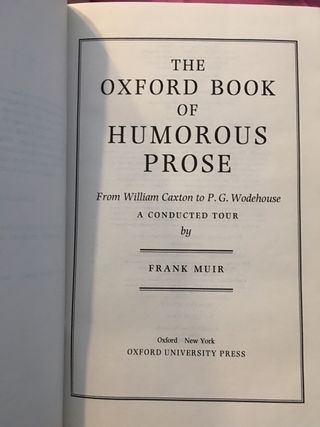 THE
OXFORD BOOK
OF
HUMOROUS
PROSE
From William Caxton to P. G. Wodehouse
A CONDUCTED TOUR
by
FRANK MUIR
Oxford New York
OXFORD UNIVERSITY PRESS